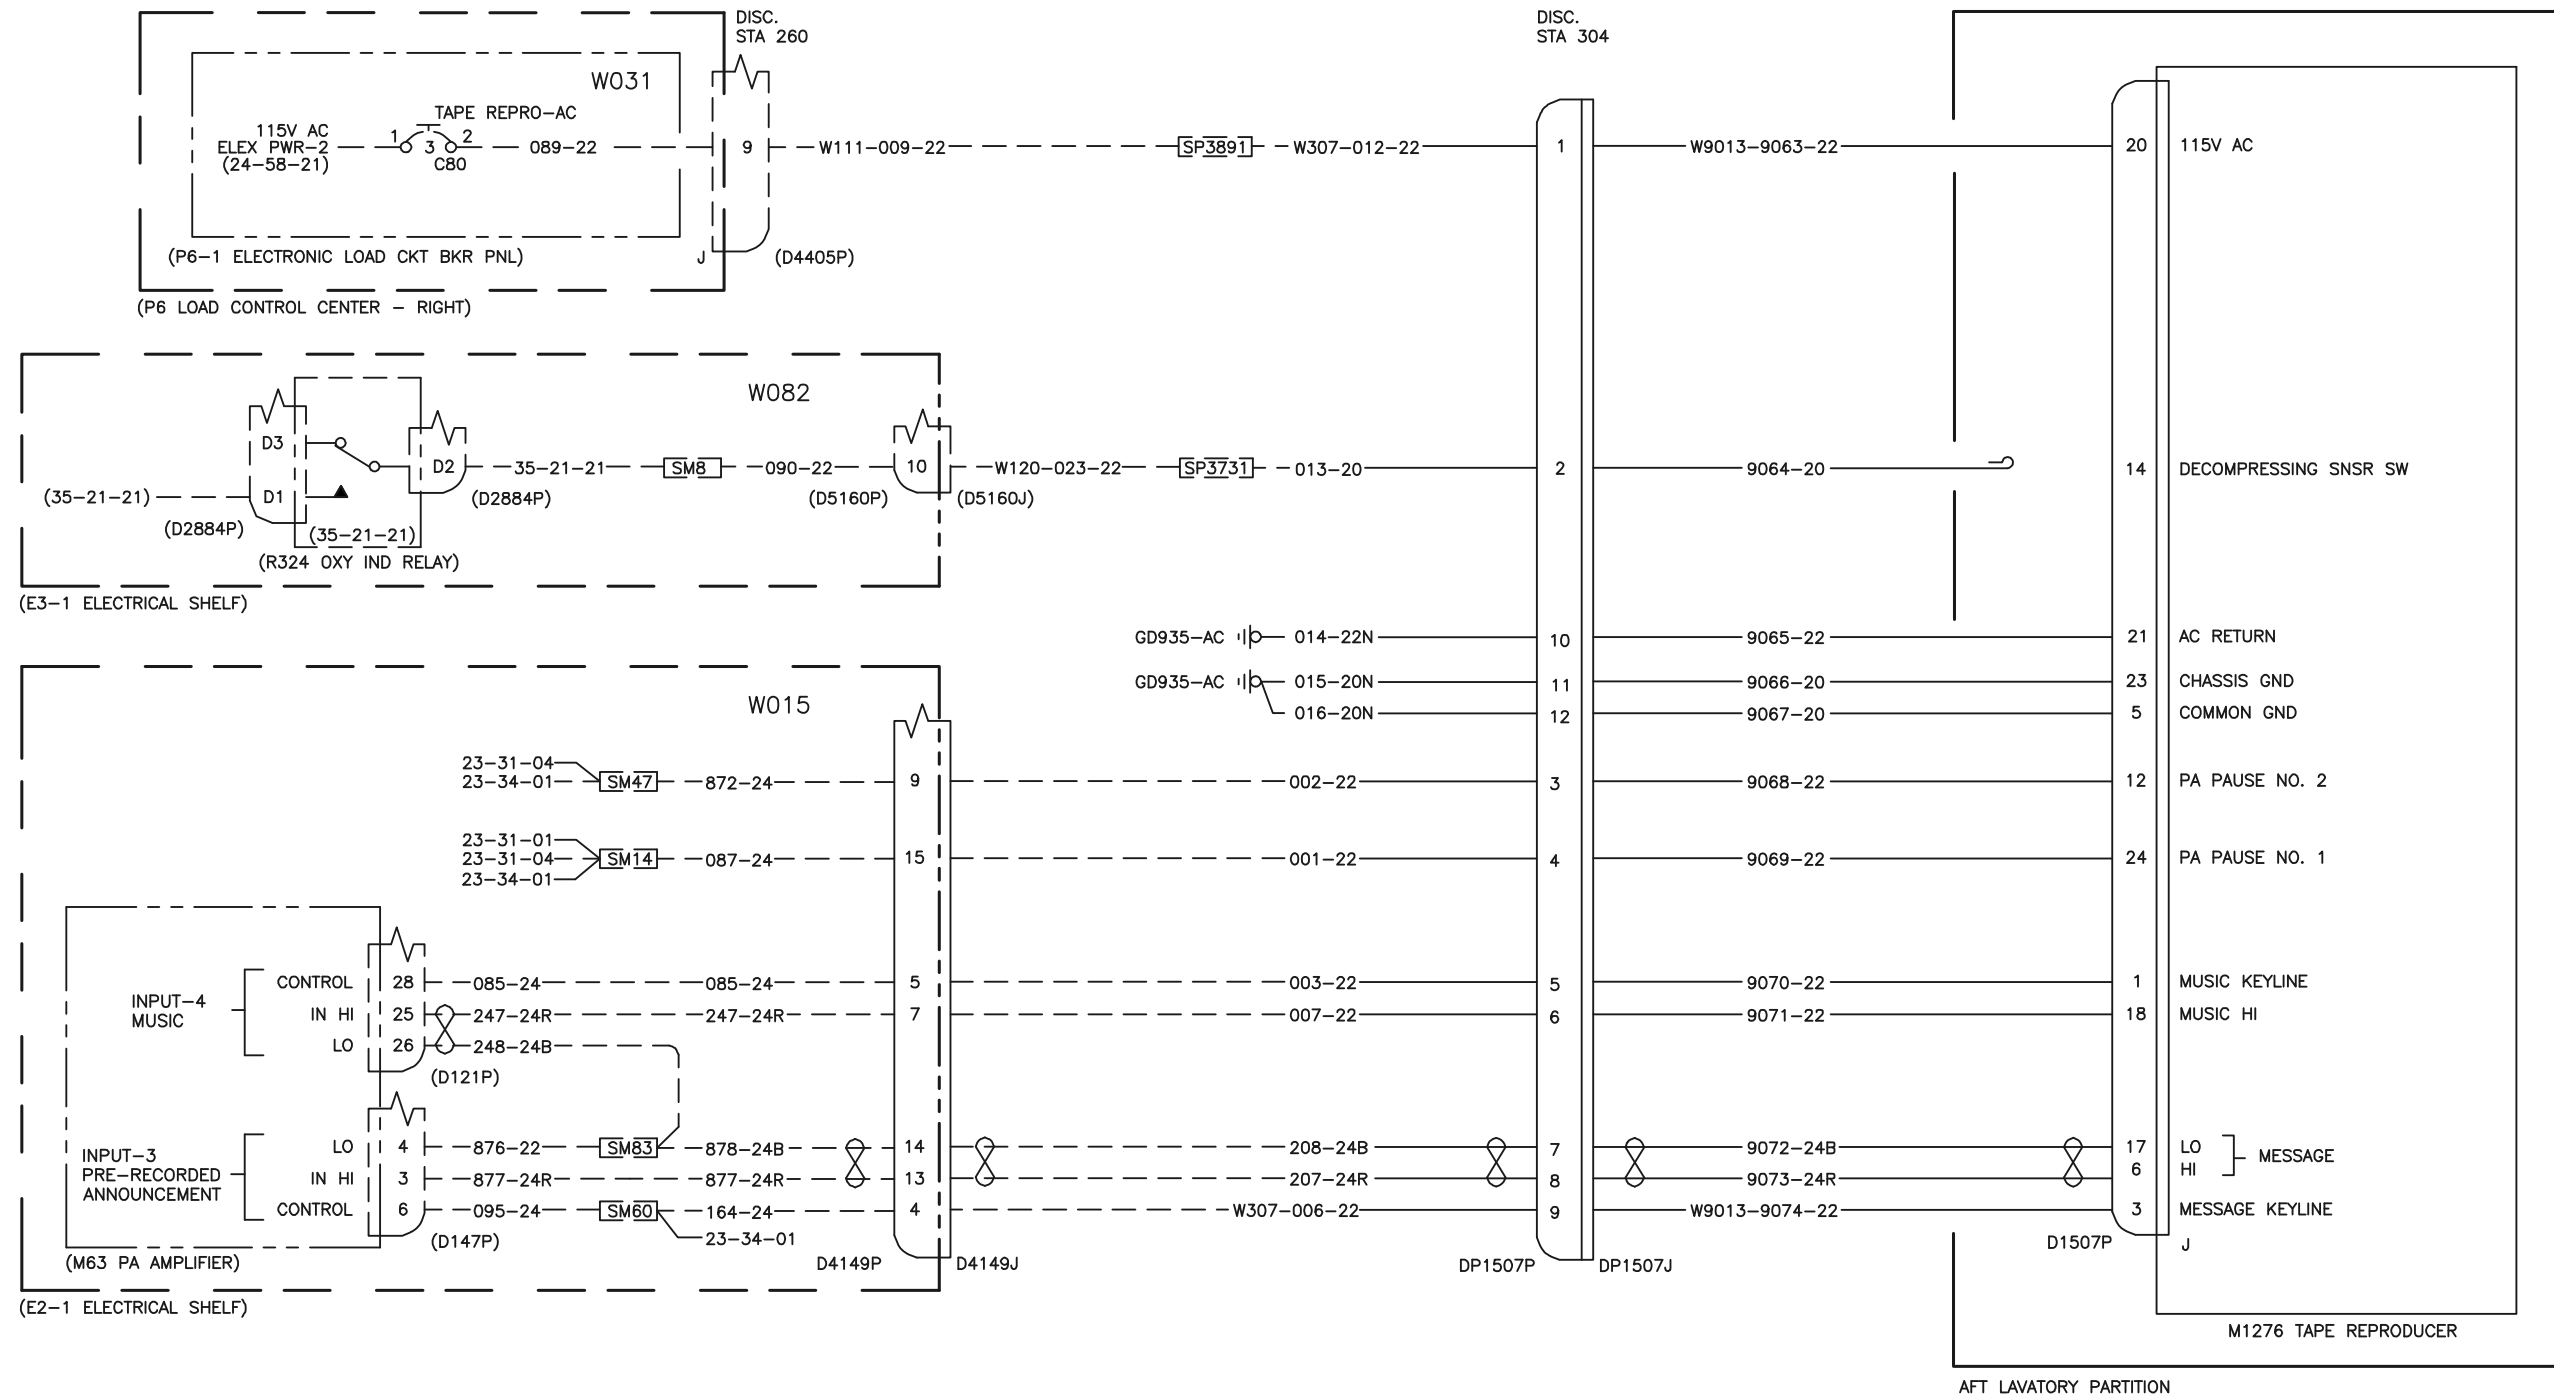 DISC.
STA 260
DISC.
STA 304
W031
TAPE REPRO-AC
115V AC
ELEX PWR-2
(24-58-21)
1
3
2
C80
089-22
9
W111-009-22
SP3891
W307-012-22
1
W9013-9063-22
20
115V AC
(P6-1 ELECTRONIC LOAD CKT BKR PNL)
J
(D4405P)
(P6 LOAD CONTROL CENTER - RIGHT)
W082
D3
D2
35-21-21
SM8
090-22
10
W120-023-22
SP3731
013-20
2
9064-20
14
DECOMPRESSING SNSR SW
(35-21-21)
D1
(D2884P)
(D2884P)
(D5160P)
(D5160J)
(35-21-21)
(R324 OXY IND RELAY)
(E3-1 ELECTRICAL SHELF)
GD935-AC
014-22N
10
9065-22
21
AC RETURN
GD935-AC
015-20N
11
9066-20
23
CHASSIS GND
016-20N
12
9067-20
5
COMMON GND
W015
23-31-04
23-34-01
SM47
872-24
9
002-22
3
9068-22
12
PA PAUSE NO. 2
23-31-01
23-31-04
23-34-01
SM14
087-24
15
001-22
4
9069-22
24
PA PAUSE NO. 1
INPUT-4
MUSIC
CONTROL
28
085-24
085-24
5
003-22
5
9070-22
1
MUSIC KEYLINE
IN HI
25
247-24R
247-24R
7
007-22
6
9071-22
18
MUSIC HI
LO
26
248-24B
(D121P)
INPUT-3
PRE-RECORDED
ANNOUNCEMENT
LO
4
876-22
SM83
878-24B
14
208-24B
7
9072-24B
17
LO
MESSAGE
IN HI
3
877-24R
877-24R
13
207-24R
8
9073-24R
6
HI
CONTROL
6
095-24
SM60
164-24
4
W307-006-22
9
W9013-9074-22
3
MESSAGE KEYLINE
23-34-01
(D147P)
(M63 PA AMPLIFIER)
D4149P
D4149J
DP1507P
DP1507J
D1507P
J
(E2-1 ELECTRICAL SHELF)
M1276 TAPE REPRODUCER
AFT LAVATORY PARTITION